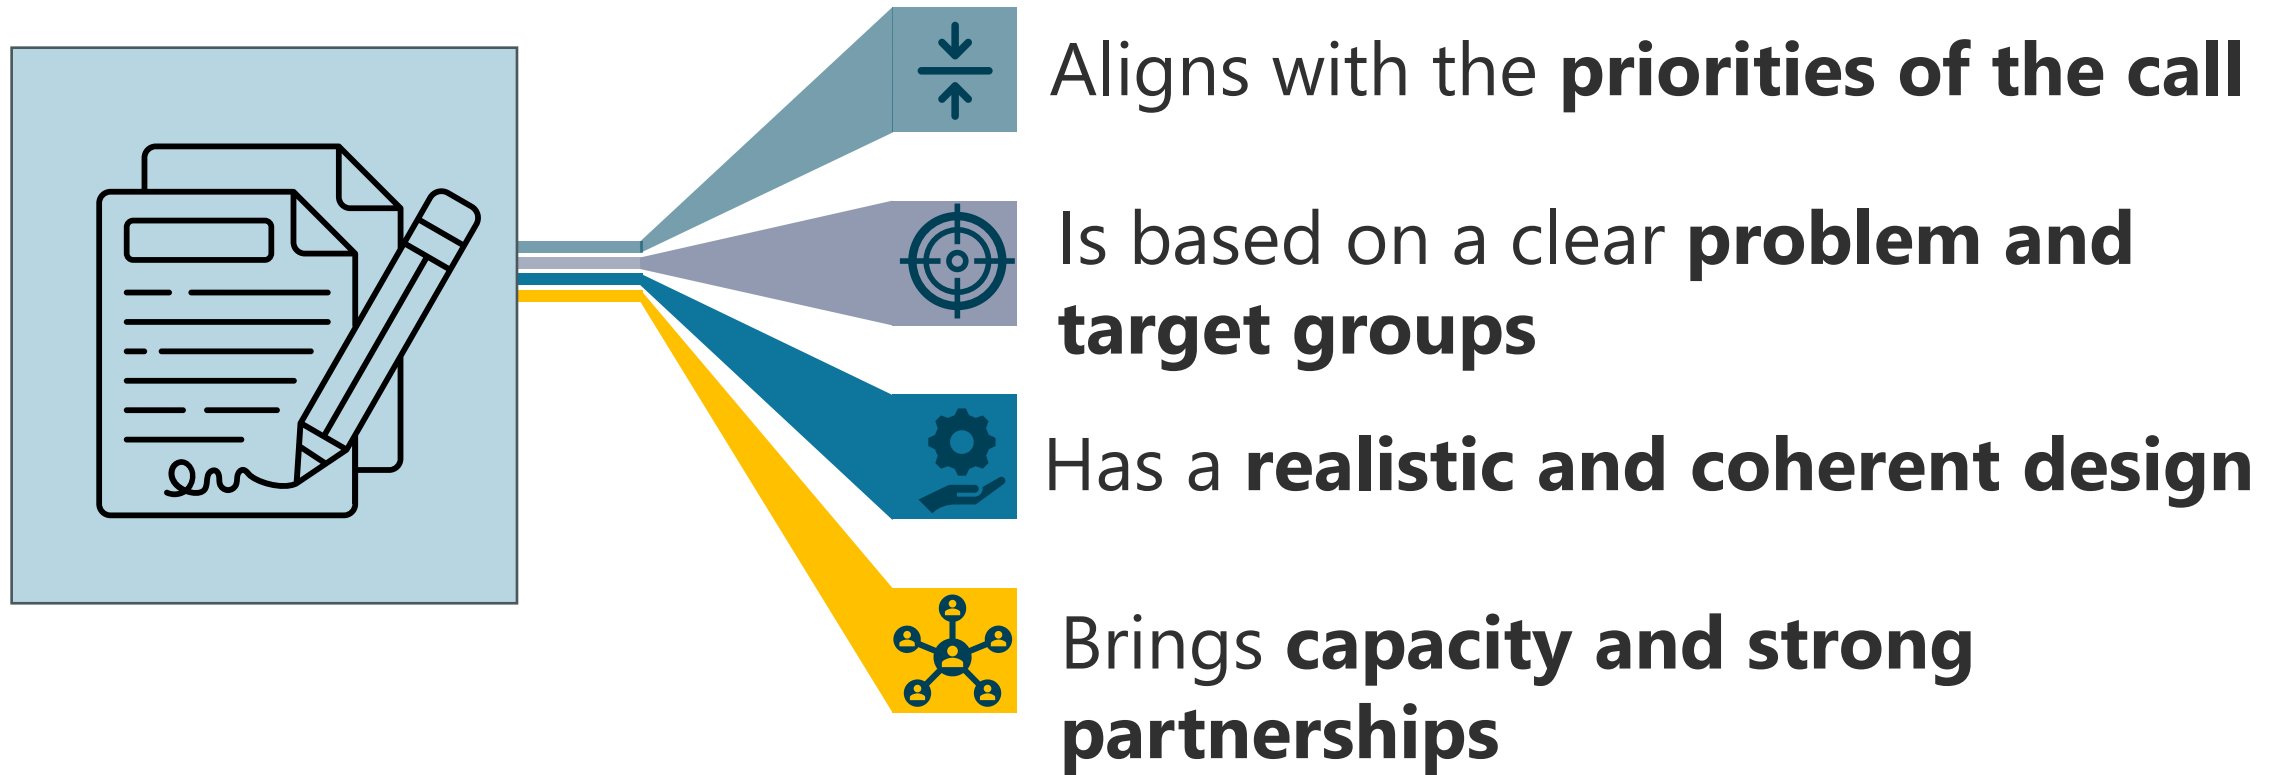 Aligns with the priorities of the call
Is based on a clear problem and
target groups
Has a realistic and coherent design
Brings capacity and strong
partnerships